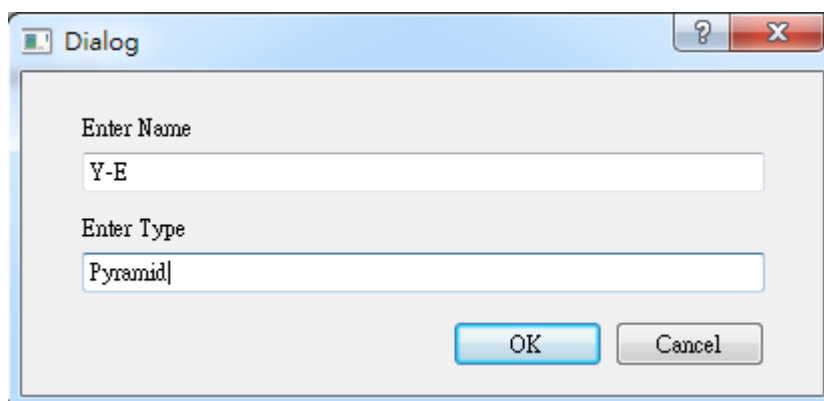 Dialog
Enter Name
Y-E
Enter Type
Pyramid
OK Cancel